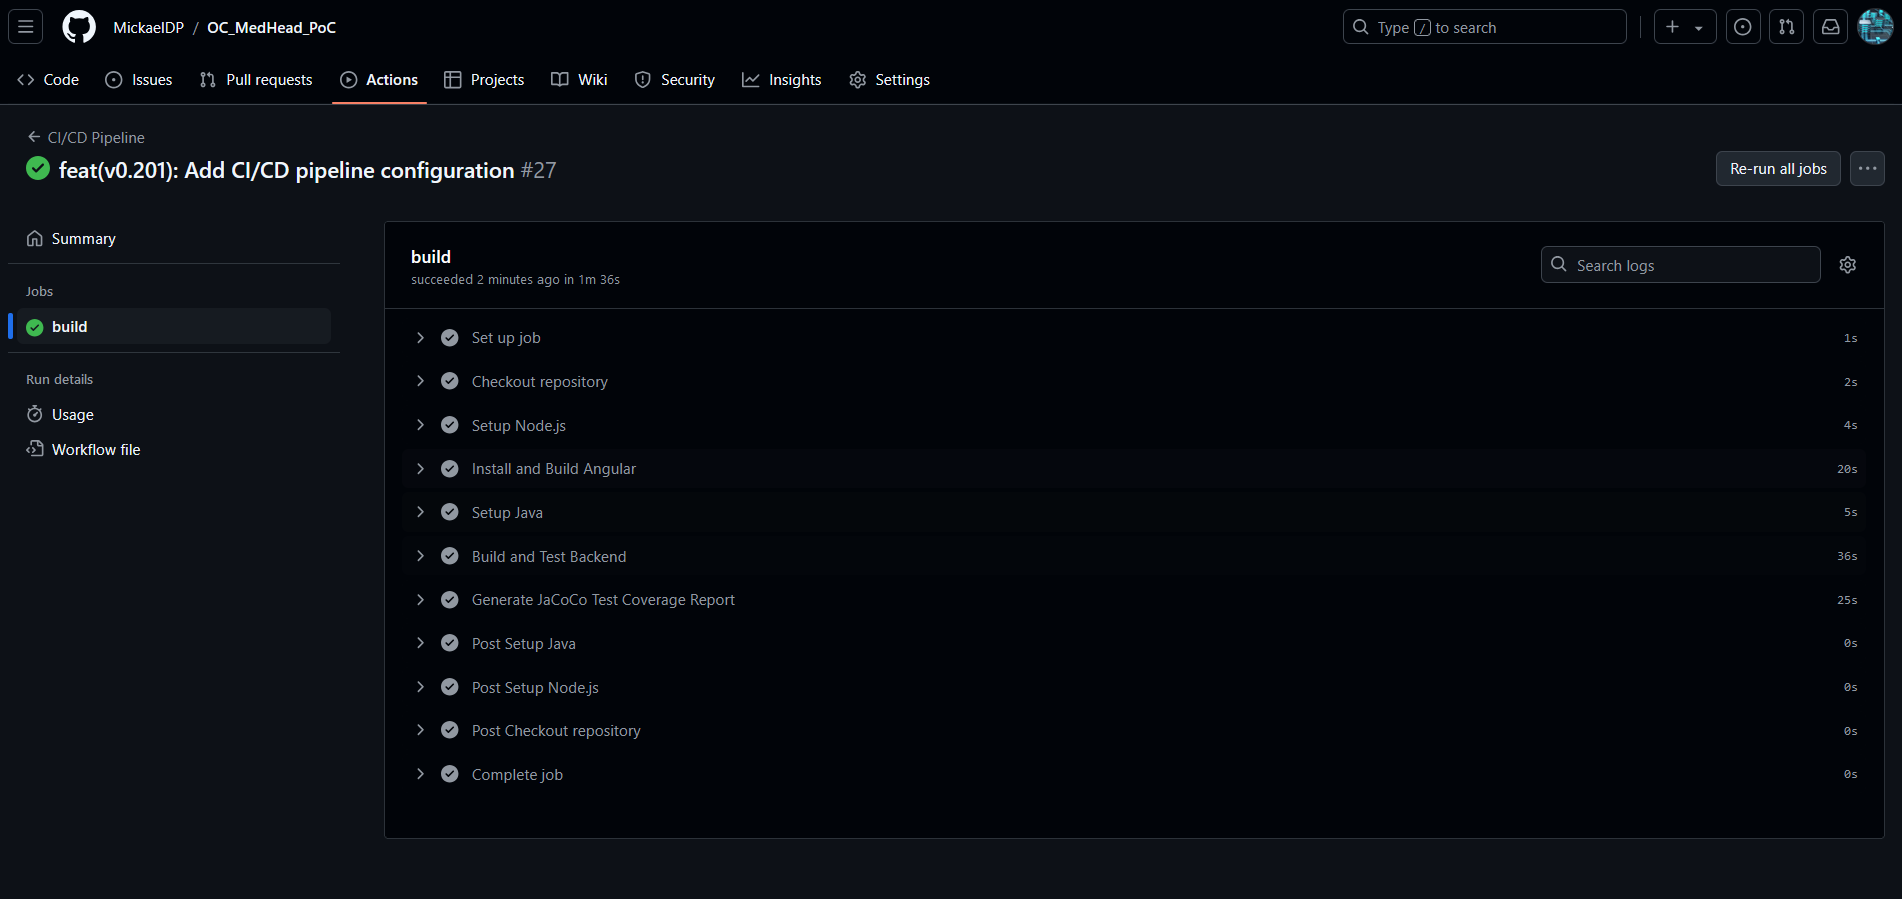 MickaelDP / OC_MedHead_PoC
Type / to search
Code
Issues
Pull requests
Actions
Projects
Wiki
Security
Insights
Settings
CI/CD Pipeline
feat(v0.201): Add CI/CD pipeline configuration #27
Re-run all jobs
Summary
Jobs
build
Run details
Usage
Workflow file
build
succeeded 2 minutes ago in 1m 36s
Search logs
Set up job 1s
Checkout repository 2s
Setup Node.js 4s
Install and Build Angular 20s
Setup Java 5s
Build and Test Backend 36s
Generate JaCoCo Test Coverage Report 25s
Post Setup Java 0s
Post Setup Node.js 0s
Post Checkout repository 0s
Complete job 0s